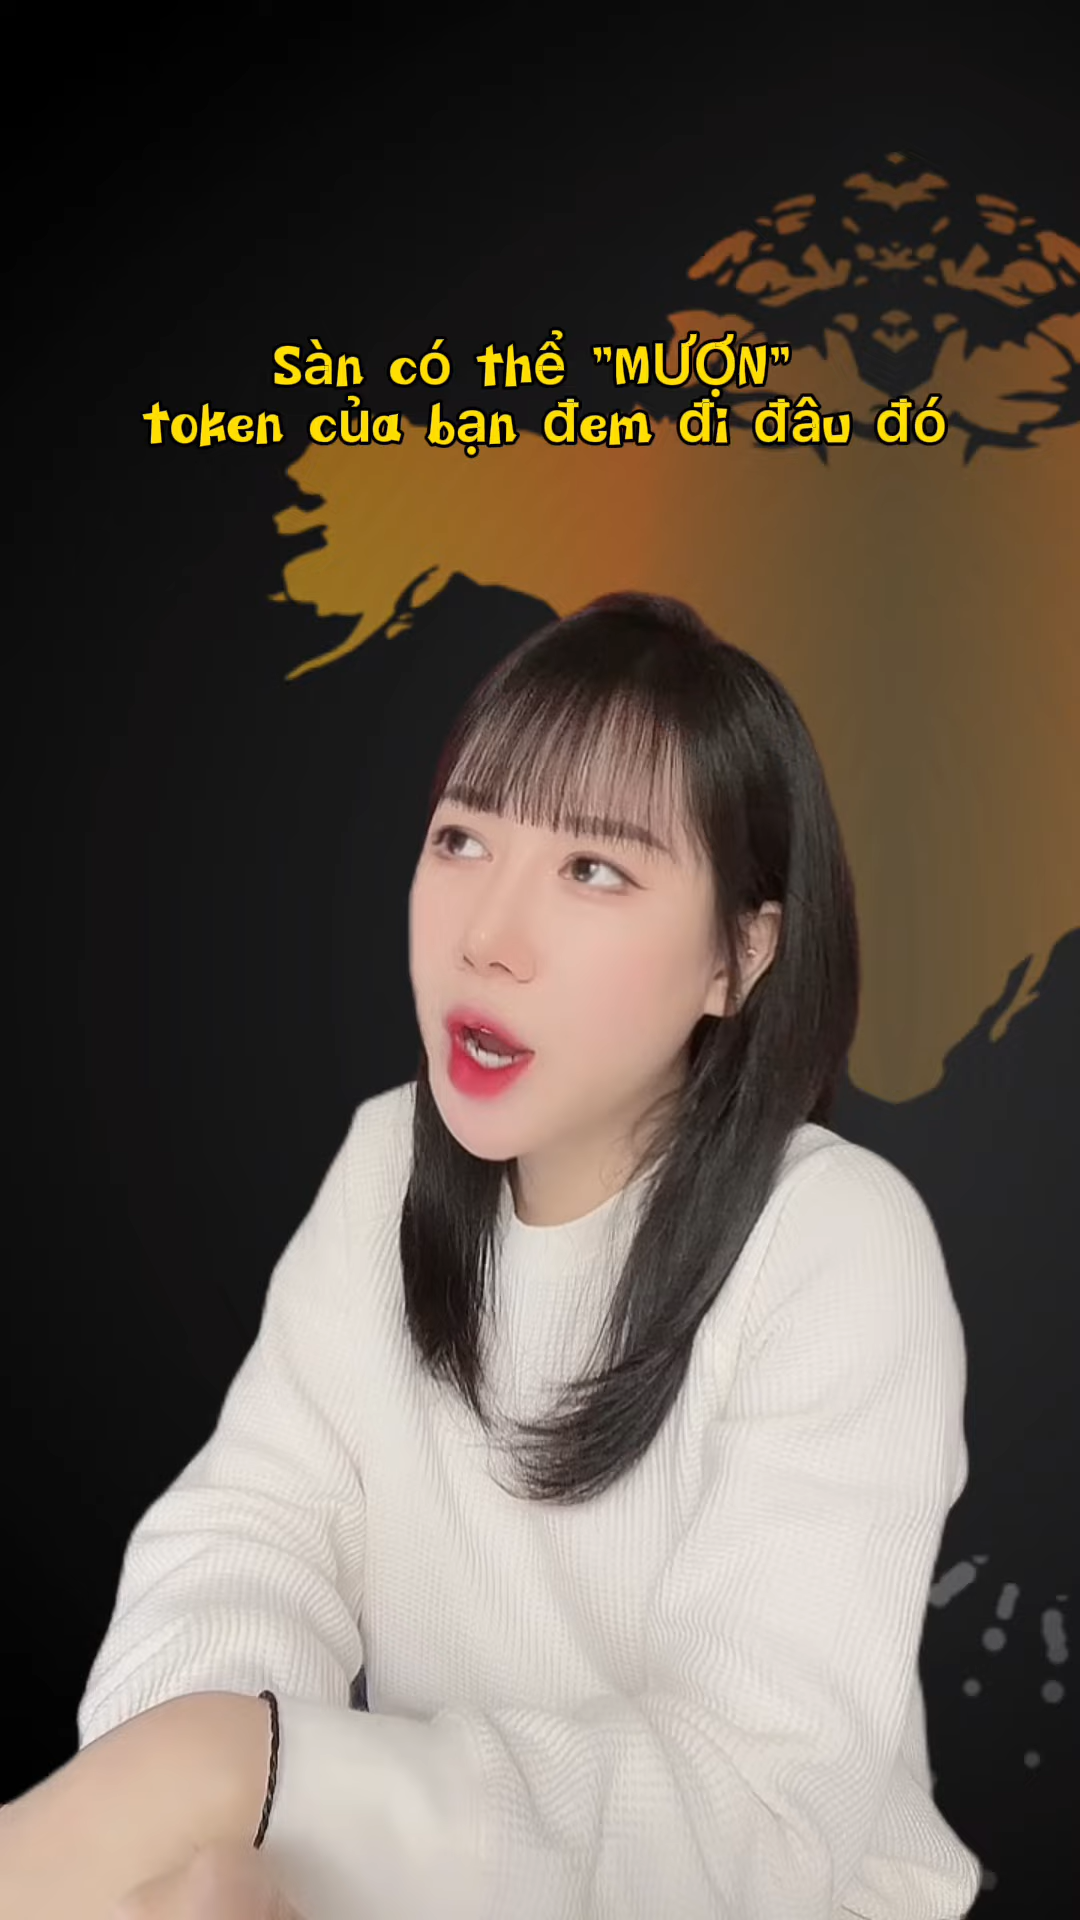 Sàn có thể "MƯỢN"
token của bạn đem đi đâu đó